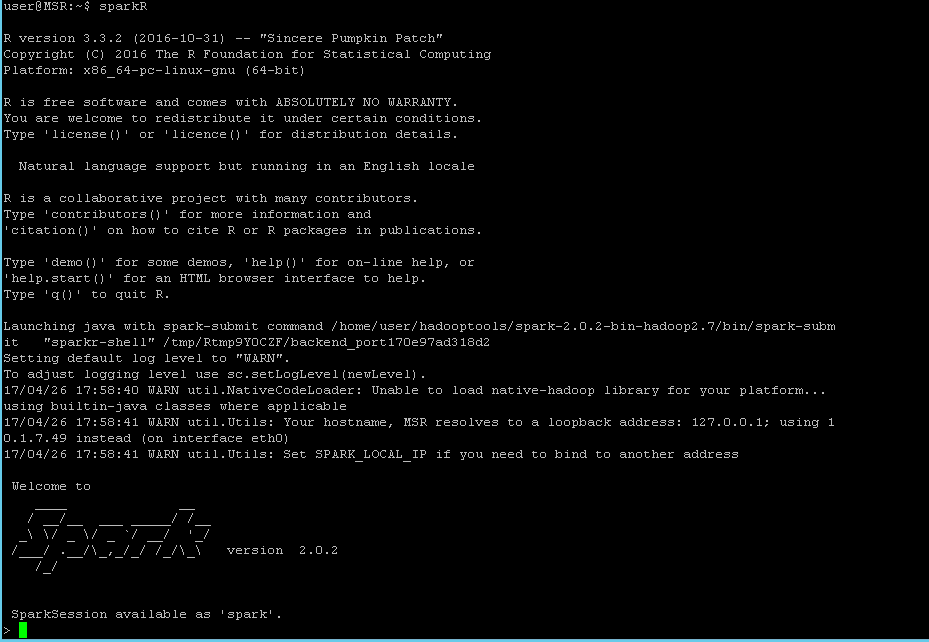 user@MSR:~$ sparkR
R version 3.3.2 (2016-10-31) -- "Sincere Pumpkin Patch"
Copyright (C) 2016 The R Foundation for Statistical Computing
Platform: x86_64-pc-linux-gnu (64-bit)
R is free software and comes with ABSOLUTELY NO WARRANTY.
You are welcome to redistribute it under certain conditions.
Type 'license()' or 'licence()' for distribution details.
Natural language support but running in an English locale
R is a collaborative project with many contributors.
Type 'contributors()' for more information and
'citation()' on how to cite R or R packages in publications.
Type 'demo()' for some demos, 'help()' for on-line help, or
'help.start()' for an HTML browser interface to help.
Type 'q()' to quit R.
Launching java with spark-submit command /home/user/hadooptools/spark-2.0.2-bin-hadoop2.7/bin/spark-subm
it   "sparkr-shell" /tmp/Rtmp9YOCZF/backend_port170e97ad318d2
Setting default log level to "WARN".
To adjust logging level use sc.setLogLevel(newLevel).
17/04/26 17:58:40 WARN util.NativeCodeLoader: Unable to load native-hadoop library for your platform...
using builtin-java classes where applicable
17/04/26 17:58:41 WARN util.Utils: Your hostname, MSR resolves to a loopback address: 127.0.0.1; using 1
0.1.7.49 instead (on interface eth0)
17/04/26 17:58:41 WARN util.Utils: Set SPARK_LOCAL_IP if you need to bind to another address
Welcome to
Spark version  2.0.2
SparkSession available as 'spark'.
>